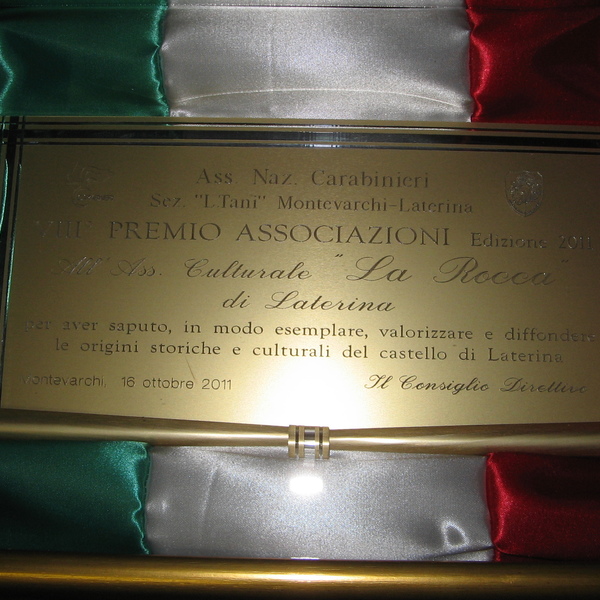 Ass. Naz. Carabinieri
Sez. "L.Tani" Montevarchi-Laterina
VIII° PREMIO ASSOCIAZIONI Edizione 2011
All' Ass. Culturale "La Rocca"
di Laterina
per aver saputo, in modo esemplare, valorizzare e diffondere
le origini storiche e culturali del castello di Laterina
Montevarchi, 16 ottobre 2011 Il Consiglio Direttivo